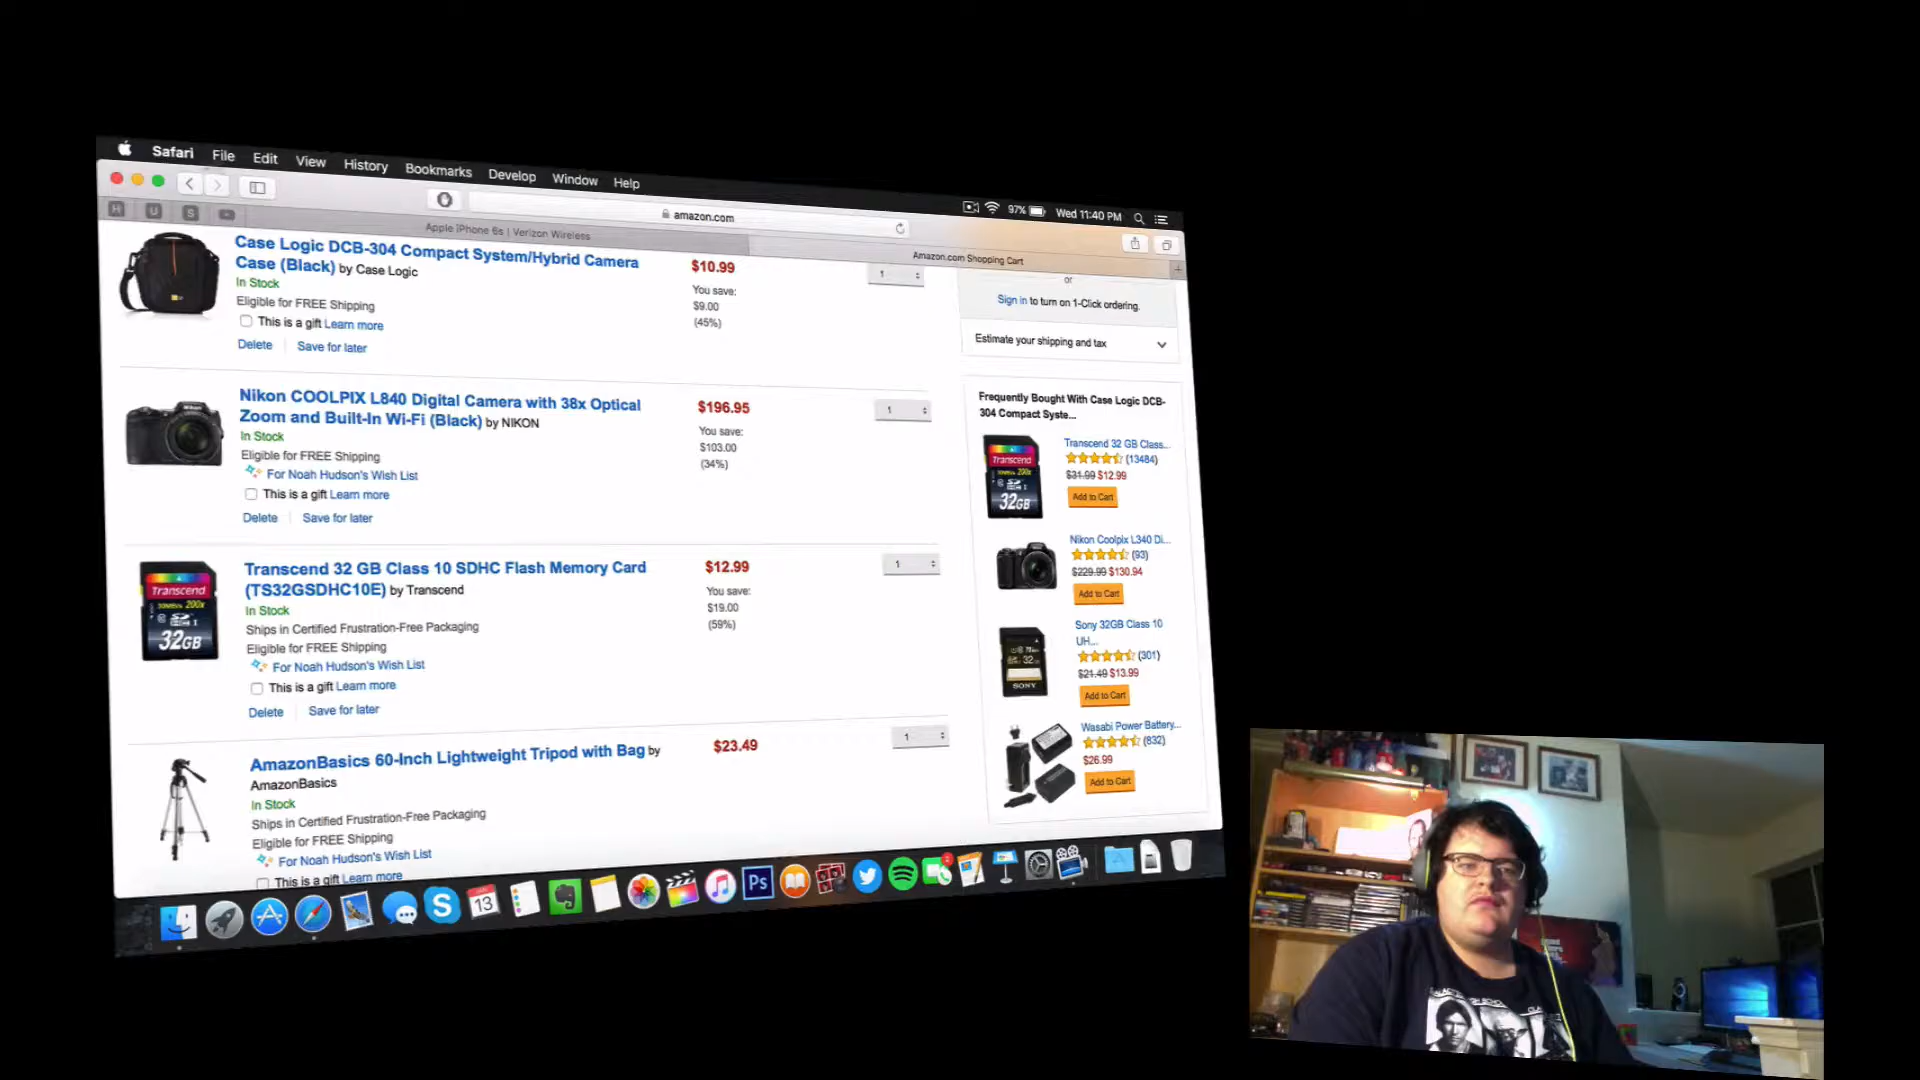 Safari File Edit View History Bookmarks Develop Window Help
97% Wed 11:40 PM
amazon.com
H U S
Apple iPhone 6s | Verizon Wireless
Amazon.com Shopping Cart
Case Logic DCB-304 Compact System/Hybrid Camera
Case (Black) by Case Logic
In Stock
Eligible for FREE Shipping
This is a gift Learn more
Delete Save for later
$10.99
You save:
$9.00
(45%)
1
Nikon COOLPIX L840 Digital Camera with 38x Optical
Zoom and Built-In Wi-Fi (Black) by NIKON
In Stock
Eligible for FREE Shipping
For Noah Hudson's Wish List
This is a gift Learn more
Delete Save for later
$196.95
You save:
$103.00
(34%)
1
Transcend
32GB
Transcend 32 GB Class 10 SDHC Flash Memory Card
(TS32GSDHC10E) by Transcend
In Stock
Ships in Certified Frustration-Free Packaging
Eligible for FREE Shipping
For Noah Hudson's Wish List
This is a gift Learn more
Delete Save for later
$12.99
You save:
$19.00
(59%)
1
AmazonBasics 60-Inch Lightweight Tripod with Bag by
AmazonBasics
In Stock
Ships in Certified Frustration-Free Packaging
Eligible for FREE Shipping
For Noah Hudson's Wish List
This is a gift Learn more
$23.49
1
or
Sign in to turn on 1-Click ordering.
Estimate your shipping and tax
Frequently Bought With Case Logic DCB-
304 Compact Syste...
Transcend
32GB
Transcend 32 GB Class...
(13484)
$31.99 $12.99
Add to Cart
Nikon Coolpix L340 Di...
(93)
$229.99 $130.94
Add to Cart
SONY
Sony 32GB Class 10
UH...
(301)
$21.49 $13.99
Add to Cart
Wasabi Power Battery...
(832)
$26.99
Add to Cart
13
Ps